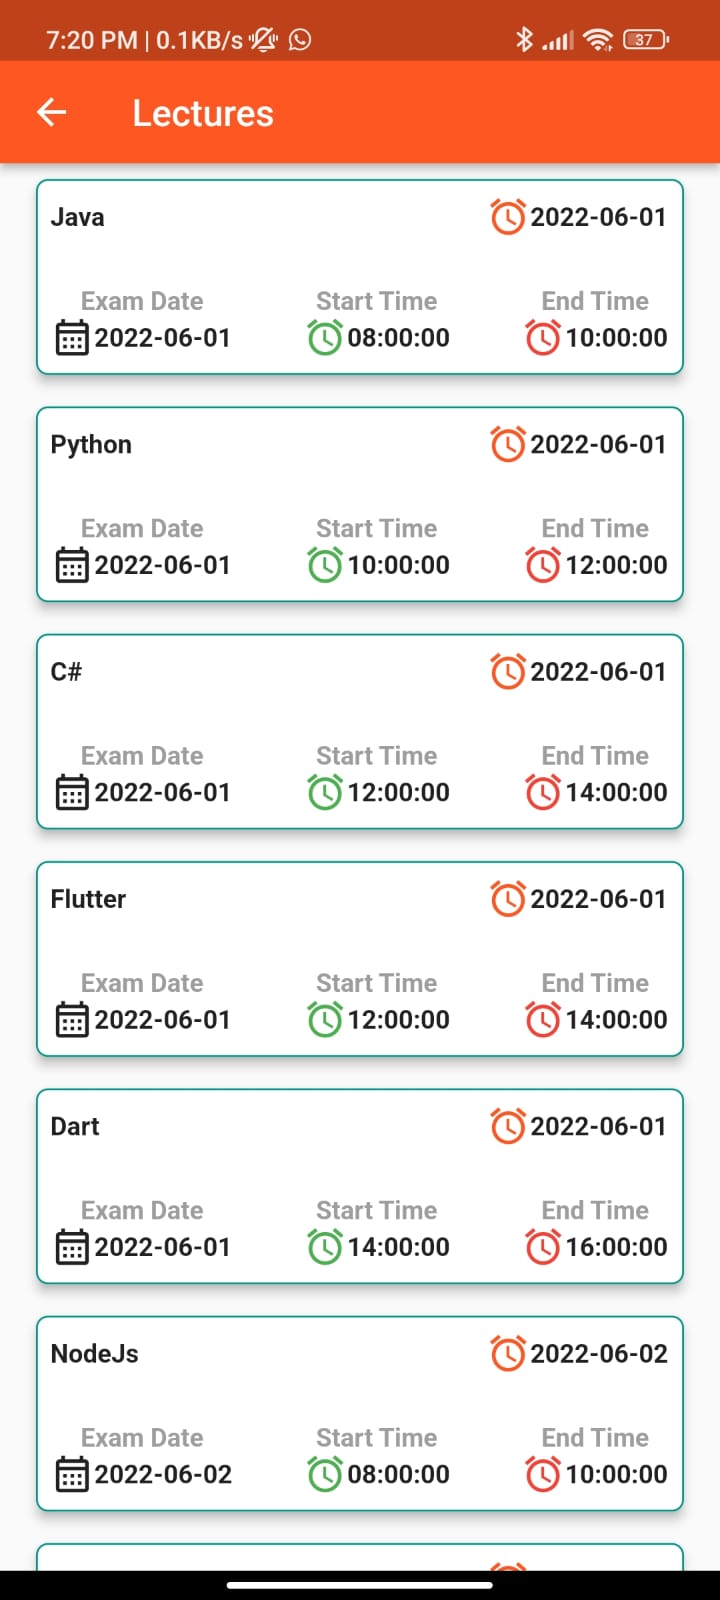 7:20 PM | 0.1KB/s 37
Lectures
Java 2022-06-01
Exam Date Start Time End Time
2022-06-01 08:00:00 10:00:00
Python 2022-06-01
Exam Date Start Time End Time
2022-06-01 10:00:00 12:00:00
C# 2022-06-01
Exam Date Start Time End Time
2022-06-01 12:00:00 14:00:00
Flutter 2022-06-01
Exam Date Start Time End Time
2022-06-01 12:00:00 14:00:00
Dart 2022-06-01
Exam Date Start Time End Time
2022-06-01 14:00:00 16:00:00
NodeJs 2022-06-02
Exam Date Start Time End Time
2022-06-02 08:00:00 10:00:00